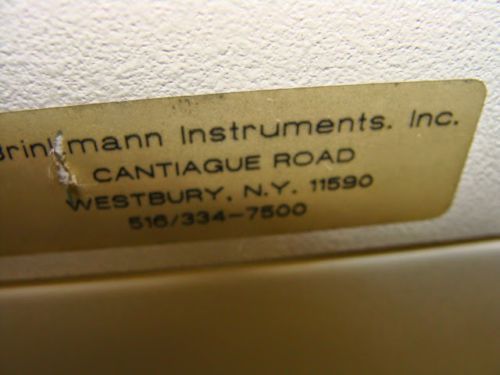 Brinkmann Instruments. Inc.
CANTIAGUE ROAD
WESTBURY, N.Y. 11590
516/334-7500